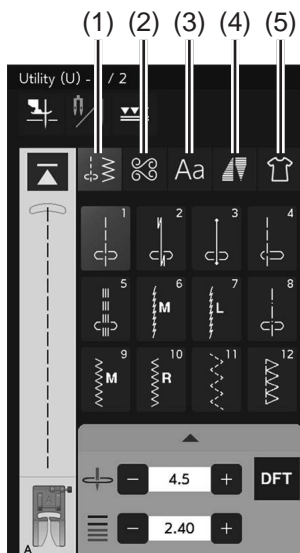 (1) (2) (3) (4) (5)
Utility (U) - / 2
Aa
1 2 3 4
5 6 M 7 L 8
9 M 10 R 11 12
- 4.5 + DFT
- 2.40 +
A